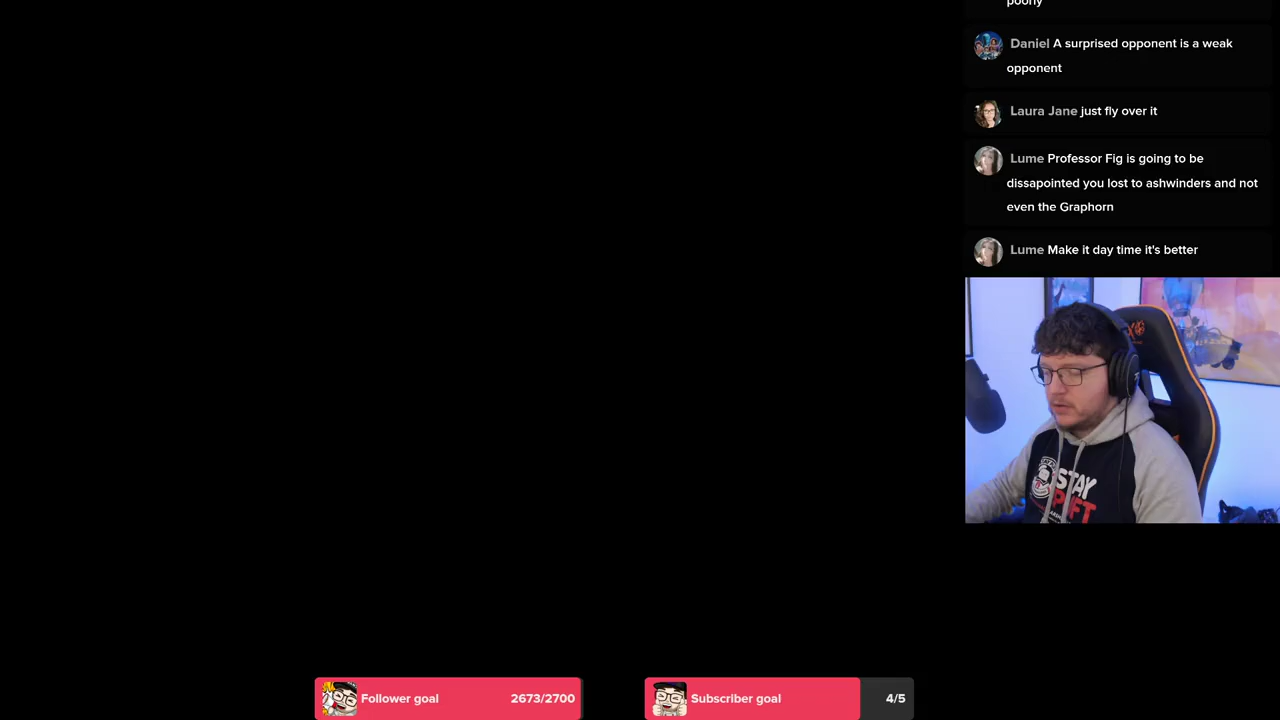 poorly
Daniel A surprised opponent is a weak
opponent
Laura Jane just fly over it
Lume Professor Fig is going to be
dissapointed you lost to ashwinders and not
even the Graphorn
Lume Make it day time it's better
STAY
Follower goal 2673/2700
Subscriber goal 4/5